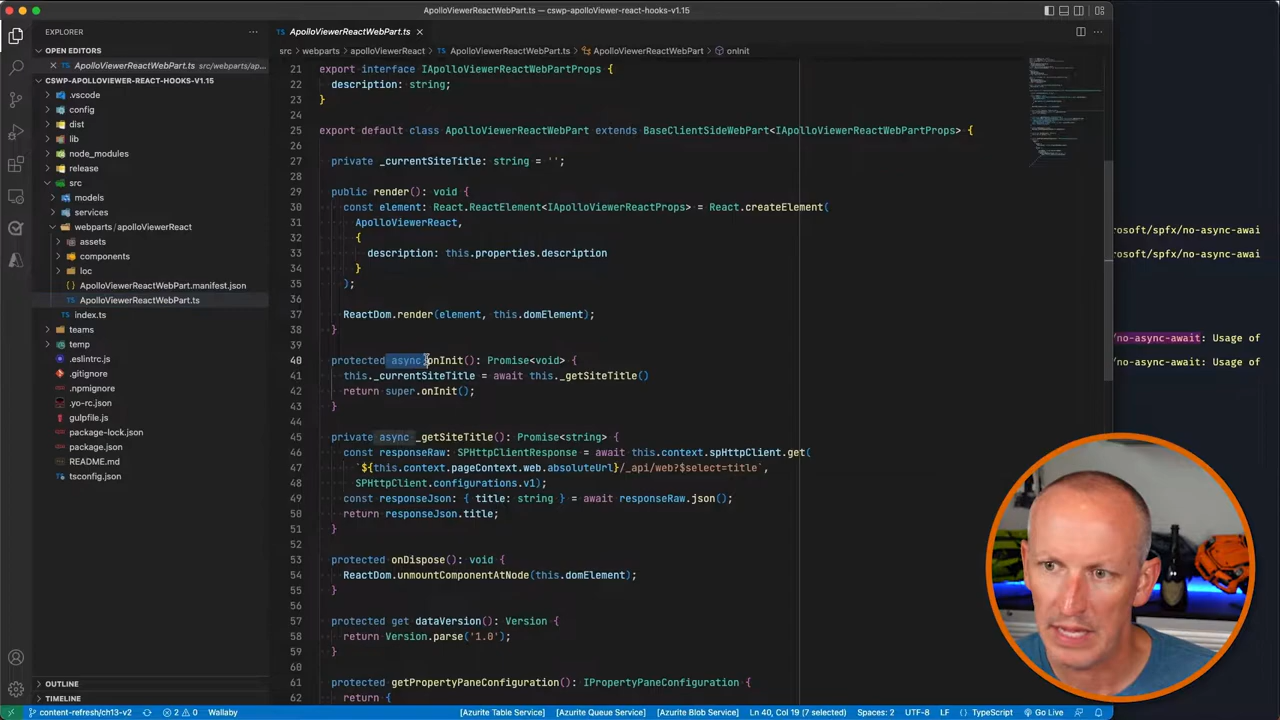 ApolloViewerReactWebPart.ts — cswp-apolloViewer-react-hooks-v1.15
EXPLORER
OPEN EDITORS
ApolloViewerReactWebPart.ts src/webparts/ap...
CSWP-APOLLOVIEWER-REACT-HOOKS-V1.15
.vscode
config
dist
lib
node_modules
release
src
models
services
webparts / apolloViewerReact
assets
components
loc
{ } ApolloViewerReactWebPart.manifest.json
TS ApolloViewerReactWebPart.ts
TS index.ts
teams
temp
.eslintrc.js
.gitignore
.npmignore
.yo-rc.json
gulpfile.js
package-lock.json
package.json
README.md
tsconfig.json
OUTLINE
TIMELINE
TS ApolloViewerReactWebPart.ts
src > webparts > apolloViewerReact > TS ApolloViewerReactWebPart.ts > ApolloViewerReactWebPart > onInit
21 export interface IApolloViewerReactWebPartProps {
22 description: string;
23 }
24
25 export default class ApolloViewerReactWebPart extends BaseClientSideWebPart<IApolloViewerReactWebPartProps> {
26
27 private _currentSiteTitle: string = '';
28
29 public render(): void {
30 const element: React.ReactElement<IApolloViewerReactProps> = React.createElement(
31 ApolloViewerReact,
32 {
33 description: this.properties.description
34 }
35 );
36
37 ReactDom.render(element, this.domElement);
38 }
39
40 protected async onInit(): Promise<void> {
41 this._currentSiteTitle = await this._getSiteTitle()
42 return super.onInit();
43 }
44
45 private async _getSiteTitle(): Promise<string> {
46 const responseRaw: SPHttpClientResponse = await this.context.spHttpClient.get(
47 `${this.context.pageContext.web.absoluteUrl}/_api/web?$select=title`,
48 SPHttpClient.configurations.v1);
49 const responseJson: { title: string } = await responseRaw.json();
50 return responseJson.title;
51 }
52
53 protected onDispose(): void {
54 ReactDom.unmountComponentAtNode(this.domElement);
55 }
56
57 protected get dataVersion(): Version {
58 return Version.parse('1.0');
59 }
60
61 protected getPropertyPaneConfiguration(): IPropertyPaneConfiguration {
62 return {
osoft/spfx/no-async-awai
rosoft/spfx/no-async-awai
/no-async-await: Usage of
/no-async-await: Usage of
content-refresh/ch13-v2 2 0 Wallaby [Azurite Table Service] [Azurite Queue Service] [Azurite Blob Service] Ln 40, Col 19 (7 selected) Spaces: 2 UTF-8 LF { } TypeScript Go Live